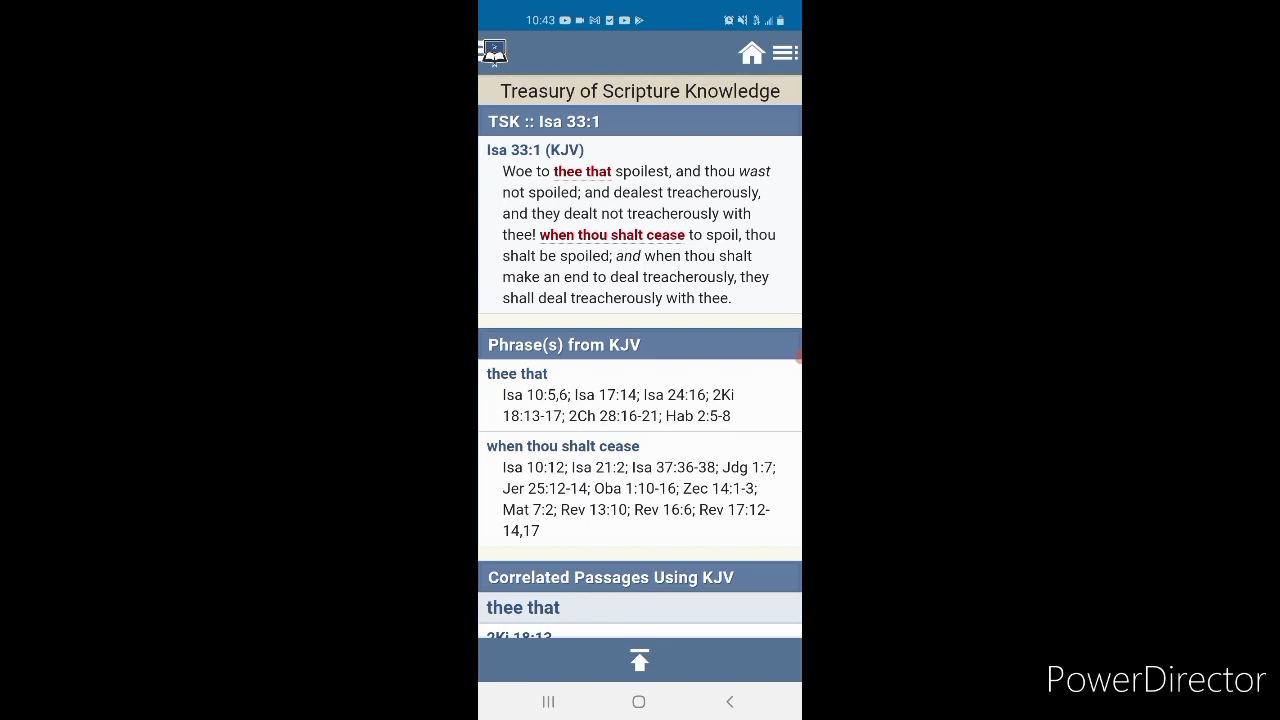 10:43
Treasury of Scripture Knowledge
TSK :: Isa 33:1
Isa 33:1 (KJV)
Woe to thee that spoilest, and thou wast
not spoiled; and dealest treacherously,
and they dealt not treacherously with
thee! when thou shalt cease to spoil, thou
shalt be spoiled; and when thou shalt
make an end to deal treacherously, they
shall deal treacherously with thee.
Phrase(s) from KJV
thee that
Isa 10:5,6; Isa 17:14; Isa 24:16; 2Ki
18:13-17; 2Ch 28:16-21; Hab 2:5-8
when thou shalt cease
Isa 10:12; Isa 21:2; Isa 37:36-38; Jdg 1:7;
Jer 25:12-14; Oba 1:10-16; Zec 14:1-3;
Mat 7:2; Rev 13:10; Rev 16:6; Rev 17:12-
14,17
Correlated Passages Using KJV
thee that
2Ki 18:13
PowerDirector